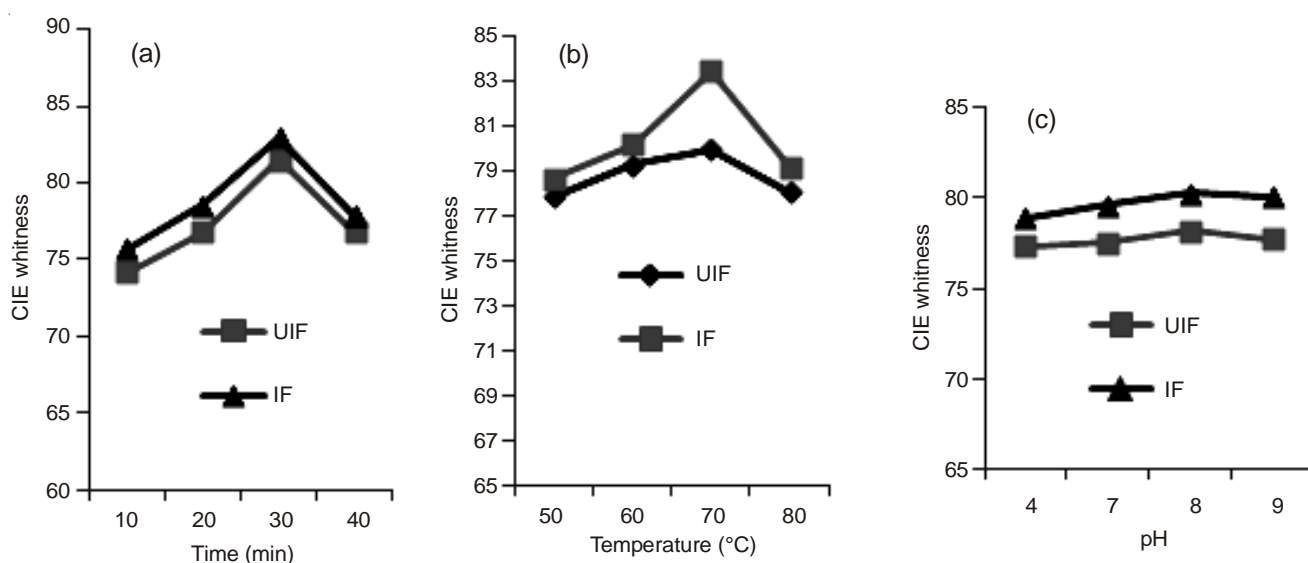 (a)
CIE whitness
90
85
80
75
70
65
60
UIF
IF
10 20 30 40
Time (min)
(b)
CIE whitness
85
83
81
79
77
75
73
71
69
67
65
UIF
IF
50 60 70 80
Temperature (°C)
(c)
CIE whitness
85
80
75
70
65
UIF
IF
4 7 8 9
pH